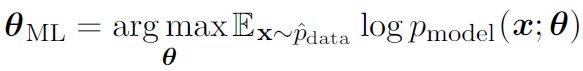 𝜽_ML = arg max_𝜽 𝔼_{𝐱∼p̂_data} log p_model(𝒙; 𝜽)